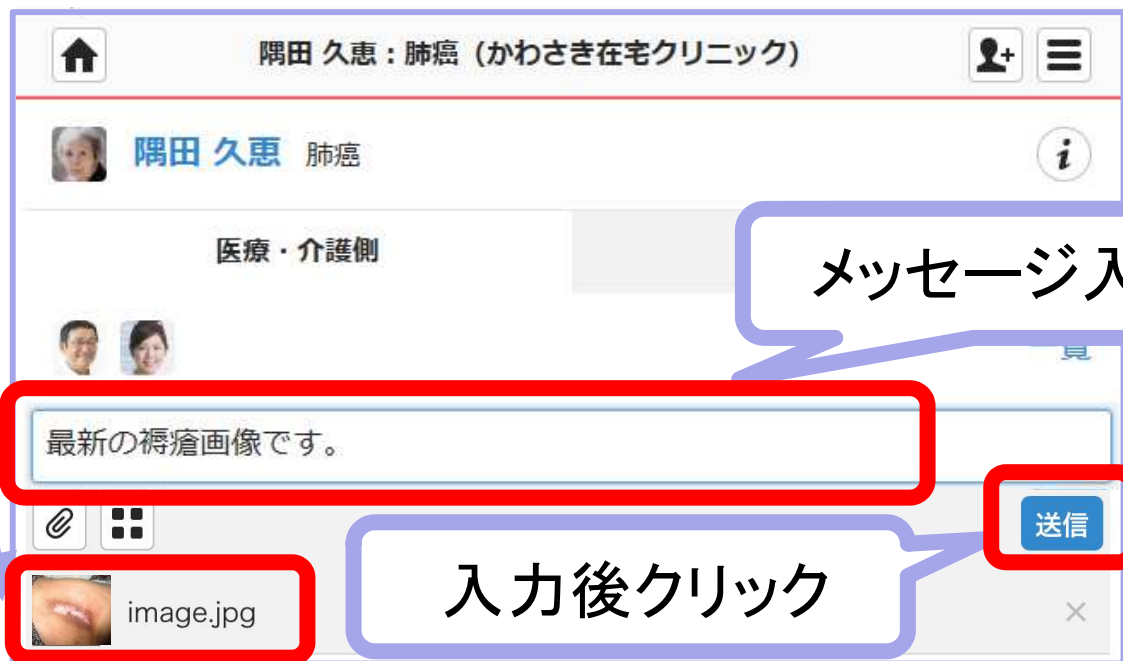 隅田 久恵：肺癌（かわさき在宅クリニック）
隅田 久恵 肺癌
医療・介護側
メッセージ入
覧
最新の褥瘡画像です。
送信
入力後クリック
image.jpg